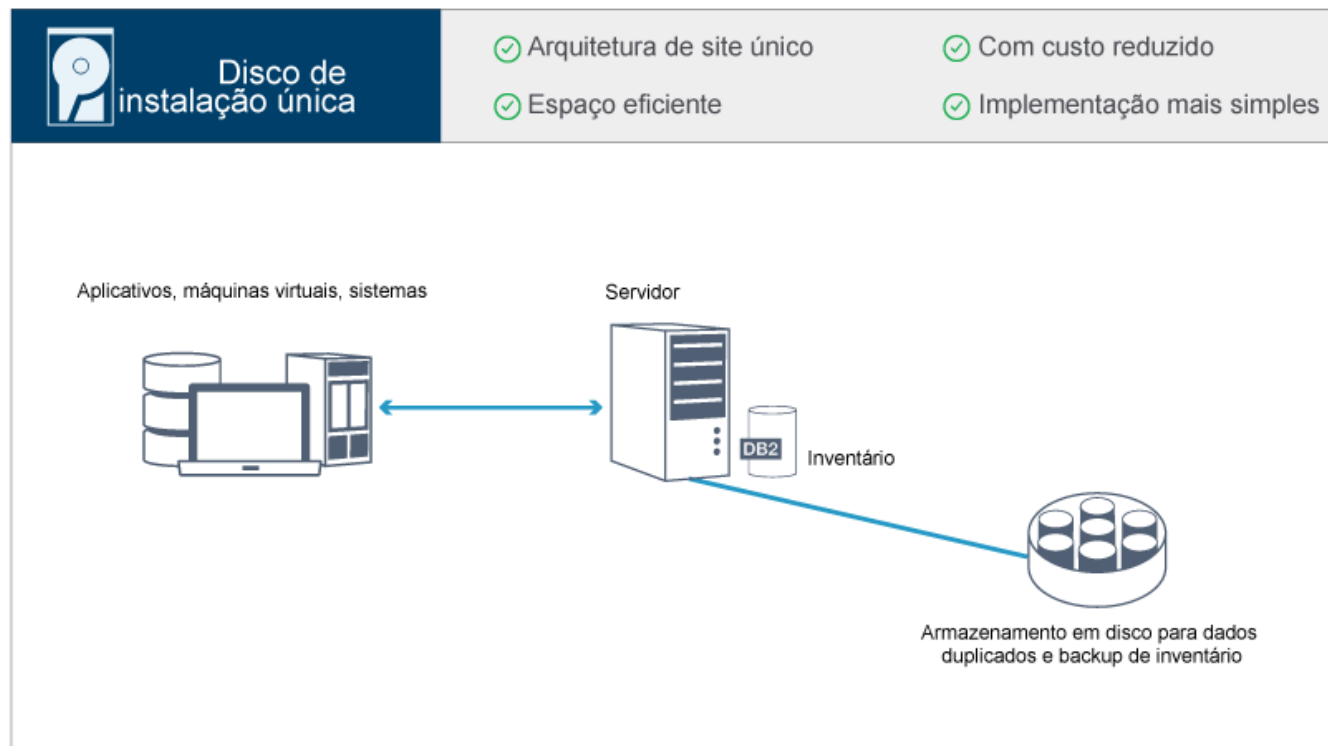 Disco de
instalação única
Arquitetura de site único
Com custo reduzido
Espaço eficiente
Implementação mais simples
Aplicativos, máquinas virtuais, sistemas
Servidor
DB2
Inventário
Armazenamento em disco para dados
duplicados e backup de inventário